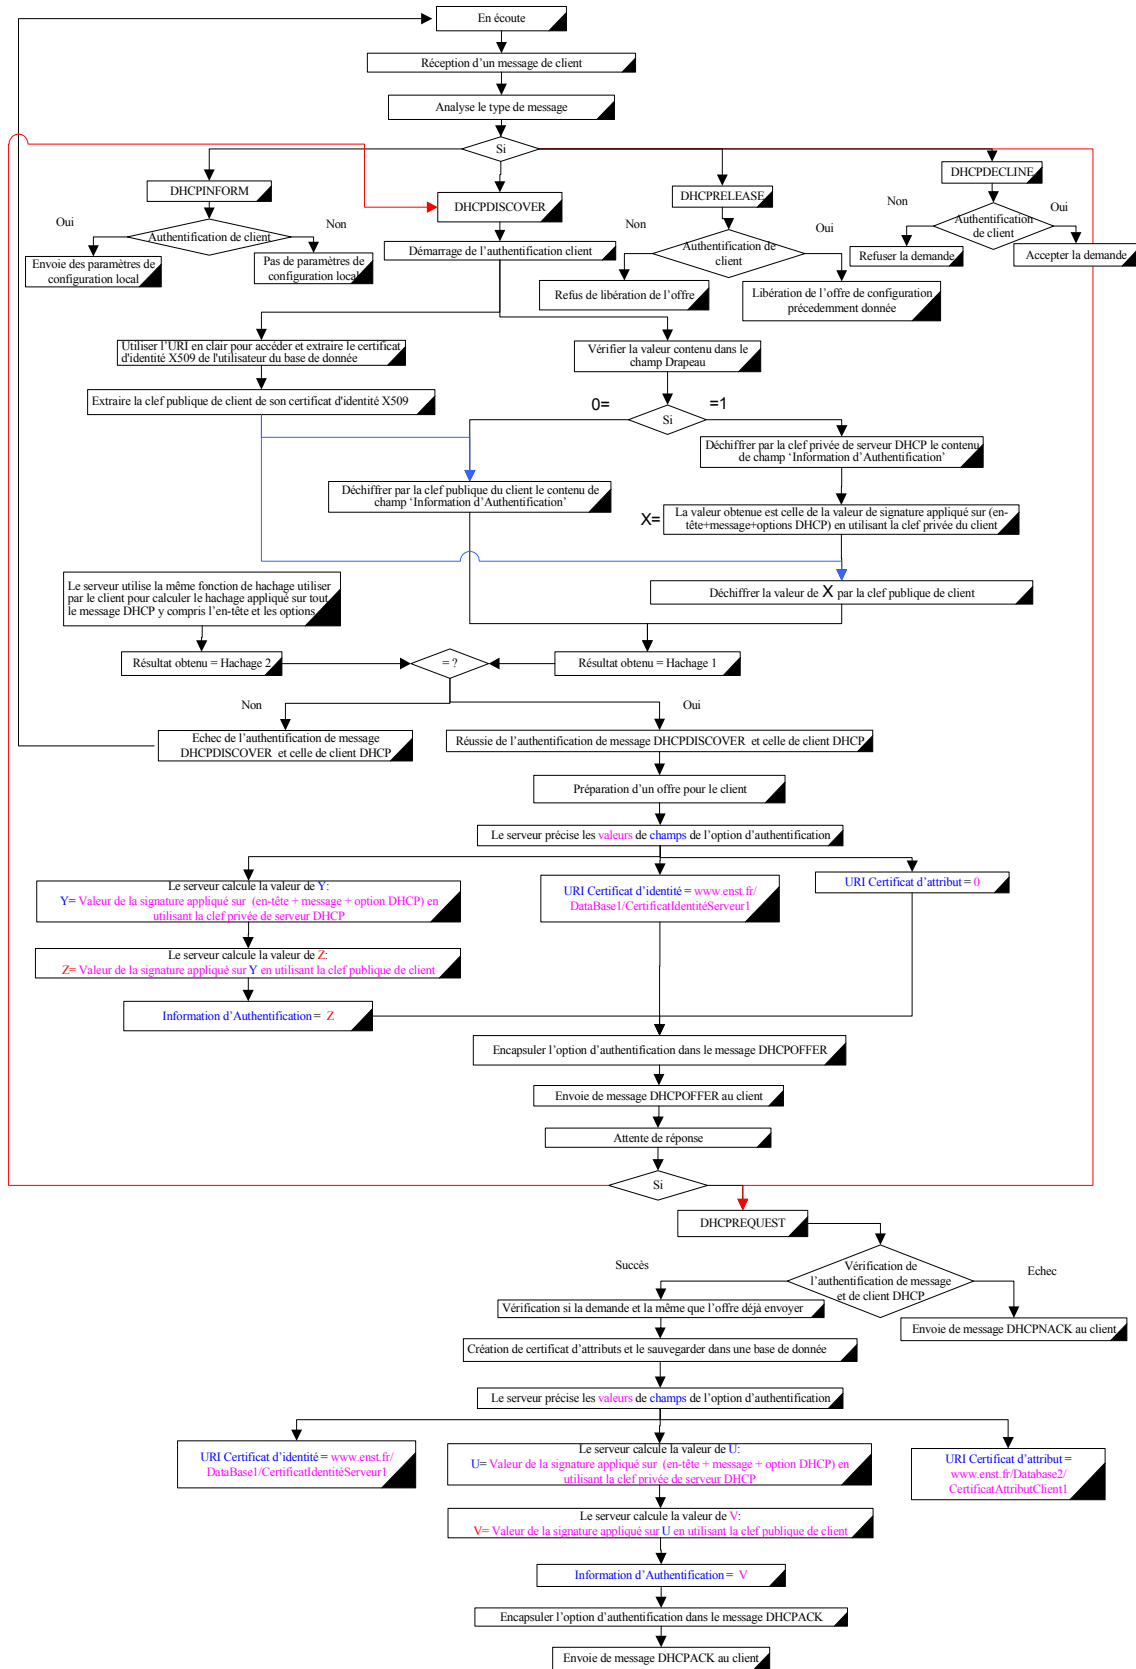 En écoute
Réception d'un message de client
Analyse le type de message
Si
DHCPINFORM
DHCPDISCOVER
DHCPRELEASE
DHCPDECLINE
Oui
Authentification de client
Non
Envoie des paramètres de
configuration local
Pas de paramètres de
configuration local
Démarrage de l'authentification client
Authentification de
client
Oui
Refus de libération de l'offre
Libération de l'offre de configuration
précedemment donnée
Non
Authentification
de client
Oui
Refuser la demande
Accepter la demande
Utiliser l'URI en clair pour accéder et extraire le certificat
d'identité X509 de l'utilisateur du base de donnée
Extraire la clef publique de client de son certificat d'identité X509
Vérifier la valeur contenu dans le
champ Drapeau
0=
Si
=1
Déchiffrer par la clef privée de serveur DHCP le contenu
de champ 'Information d'Authentification'
Déchiffrer par la clef publique du client le contenu de
champ 'Information d'Authentification'
X=
La valeur obtenue est celle de la valeur de signature appliqué sur (en-
tête+message+options DHCP) en utilisant la clef privée du client
Déchiffrer la valeur de X par la clef publique de client
Le serveur utilise la même fonction de hachage utiliser
par le client pour calculer le hachage appliqué sur tout
le message DHCP y compris l'en-tête et les options
Résultat obtenu = Hachage 2
= ?
Résultat obtenu = Hachage 1
Non
Oui
Echec de l'authentification de message
DHCPDISCOVER et celle de client DHCP
Réussie de l'authentification de message DHCPDISCOVER et celle de client DHCP
Préparation d'un offre pour le client
Le serveur précise les valeurs de champs de l'option d'authentification
Le serveur calcule la valeur de Y:
Y= Valeur de la signature appliqué sur (en-tête + message + option DHCP) en
utilisant la clef privée de serveur DHCP
URI Certificat d'identité = www.enst.fr/
DataBase1/CertificatIdentitéServeur1
URI Certificat d'attribut = 0
Le serveur calcule la valeur de Z:
Z= Valeur de la signature appliqué sur Y en utilisant la clef publique de client
Information d'Authentification = Z
Encapsuler l'option d'authentification dans le message DHCPOFFER
Envoie de message DHCPOFFER au client
Attente de réponse
Si
DHCPREQUEST
Succès
Vérification de
l'authentification de message
et de client DHCP
Echec
Vérification si la demande et la même que l'offre déjà envoyer
Envoie de message DHCPNACK au client
Création de certificat d'attributs et le sauvegarder dans une base de donnée
Le serveur précise les valeurs de champs de l'option d'authentification
URI Certificat d'identité = www.enst.fr/
DataBase1/CertificatIdentitéServeur1
Le serveur calcule la valeur de U:
U= Valeur de la signature appliqué sur (en-tête + message + option DHCP) en
utilisant la clef privée de serveur DHCP
URI Certificat d'attribut =
www.enst.fr/Database2/
CertificatAttributClient1
Le serveur calcule la valeur de V:
V= Valeur de la signature appliqué sur U en utilisant la clef publique de client
Information d'Authentification = V
Encapsuler l'option d'authentification dans le message DHCPACK
Envoie de message DHCPACK au client